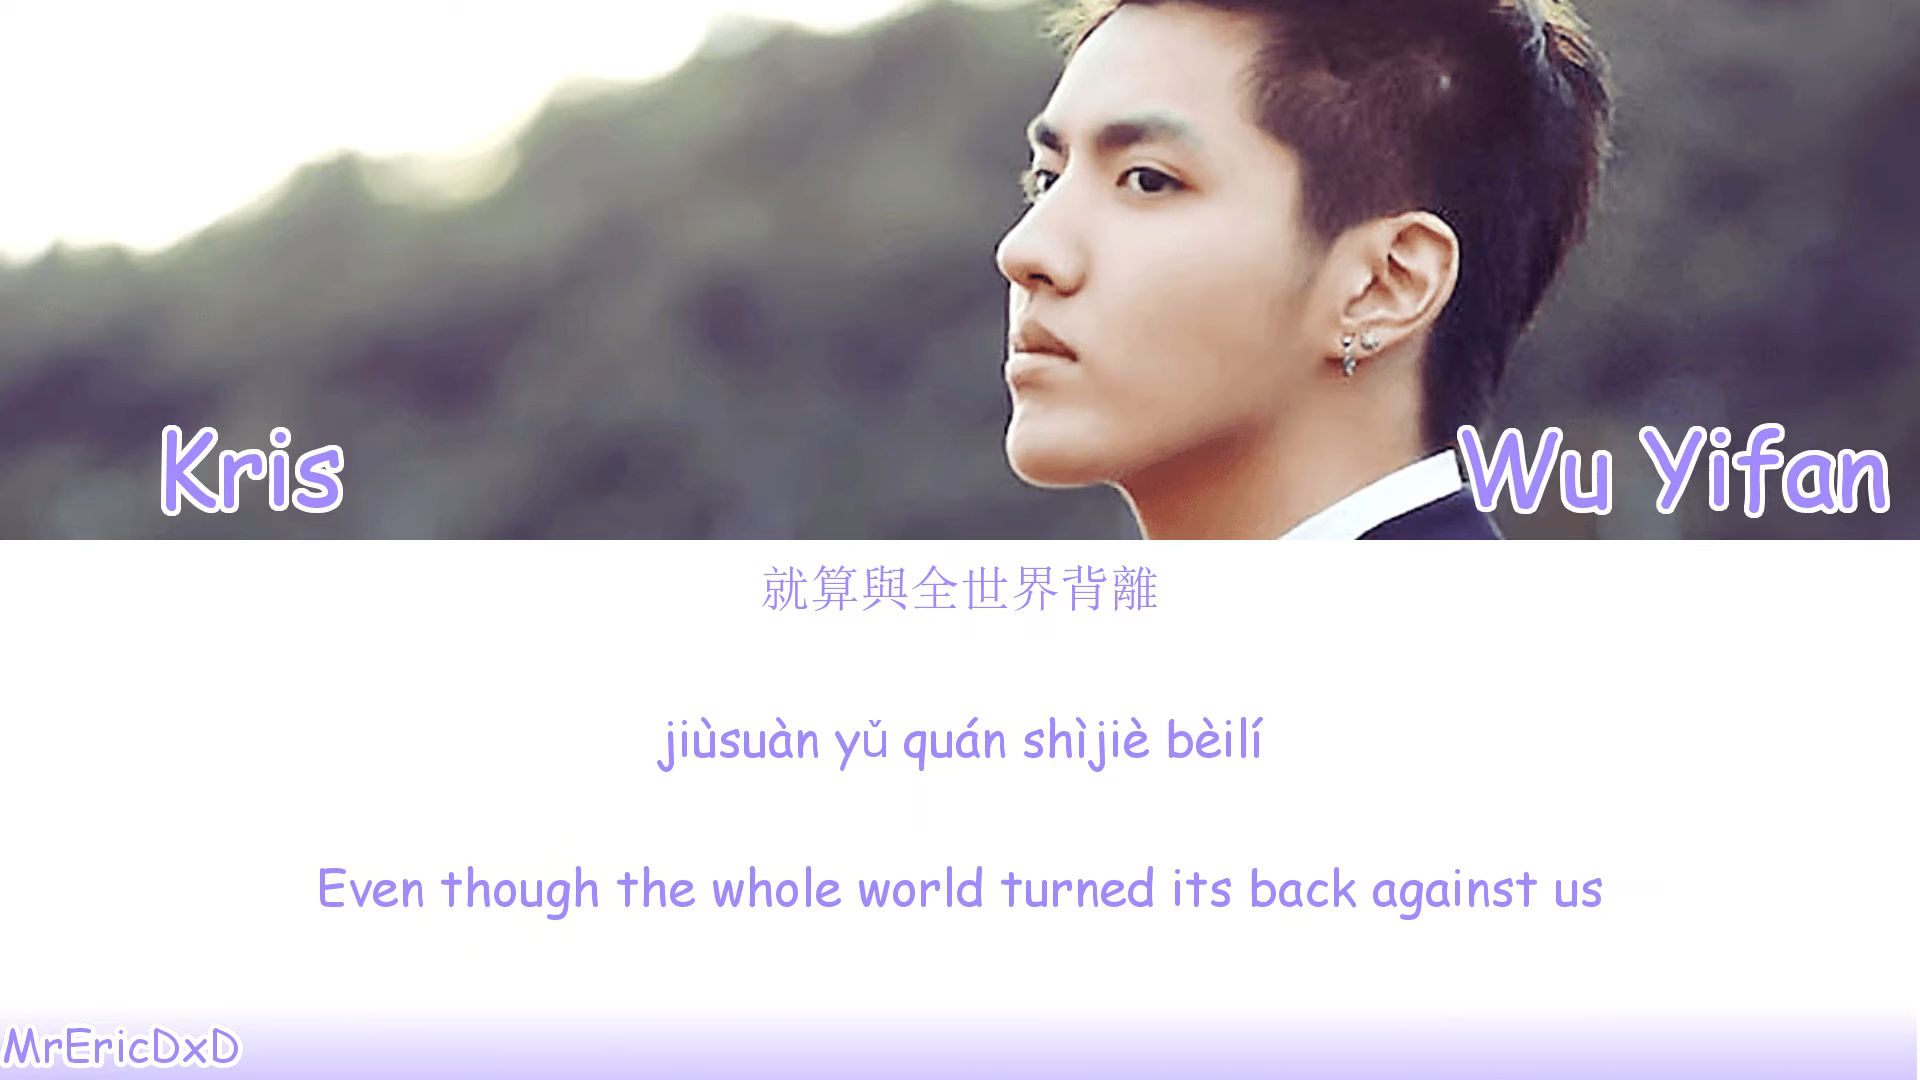 Kris
Wu Yifan
就算與全世界背離
jiùsuàn yǔ quán shìjiè bèilí
Even though the whole world turned its back against us
MrEricDxD